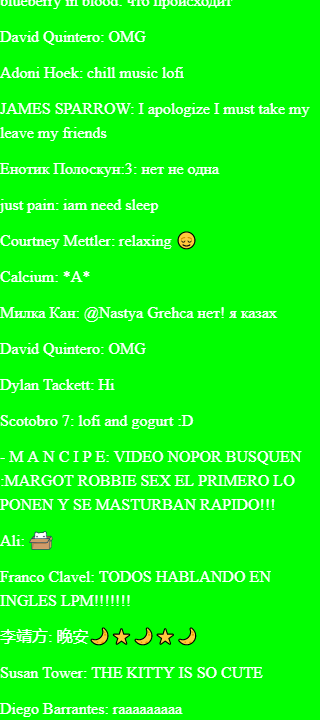 blueberry in blood: что происходит
David Quintero: OMG
Adoni Hoek: chill music lofi
JAMES SPARROW: I apologize I must take my
leave my friends
Енотик Полоскун:3: нет не одна
just pain: iam need sleep
Courtney Mettler: relaxing 😌
Calcium: *A*
Милка Кан: @Nastya Grehca нет! я казах
David Quintero: OMG
Dylan Tackett: Hi
Scotobro 7: lofi and gogurt :D
- M A N C I P E: VIDEO NOPOR BUSQUEN
:MARGOT ROBBIE SEX EL PRIMERO LO
PONEN Y SE MASTURBAN RAPIDO!!!
Ali:
Franco Clavel: TODOS HABLANDO EN
INGLES LPM!!!!!!!
李靖方: 晚安🌙⭐🌙⭐🌙
Susan Tower: THE KITTY IS SO CUTE
Diego Barrantes: raaaaaaaaa